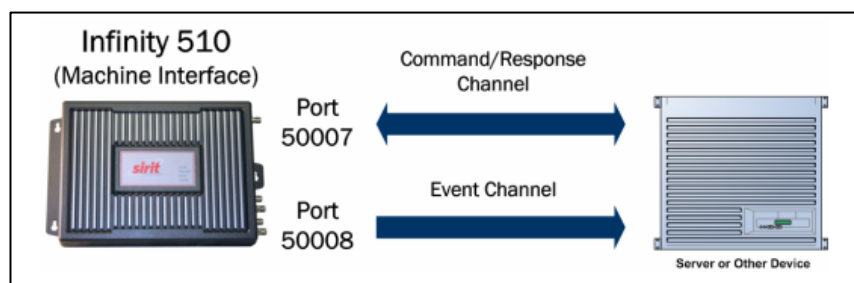 Infinity 510
(Machine Interface)
Command/Response
Channel
Port
50007
sirit
Event Channel
Port
50008
Server or Other Device